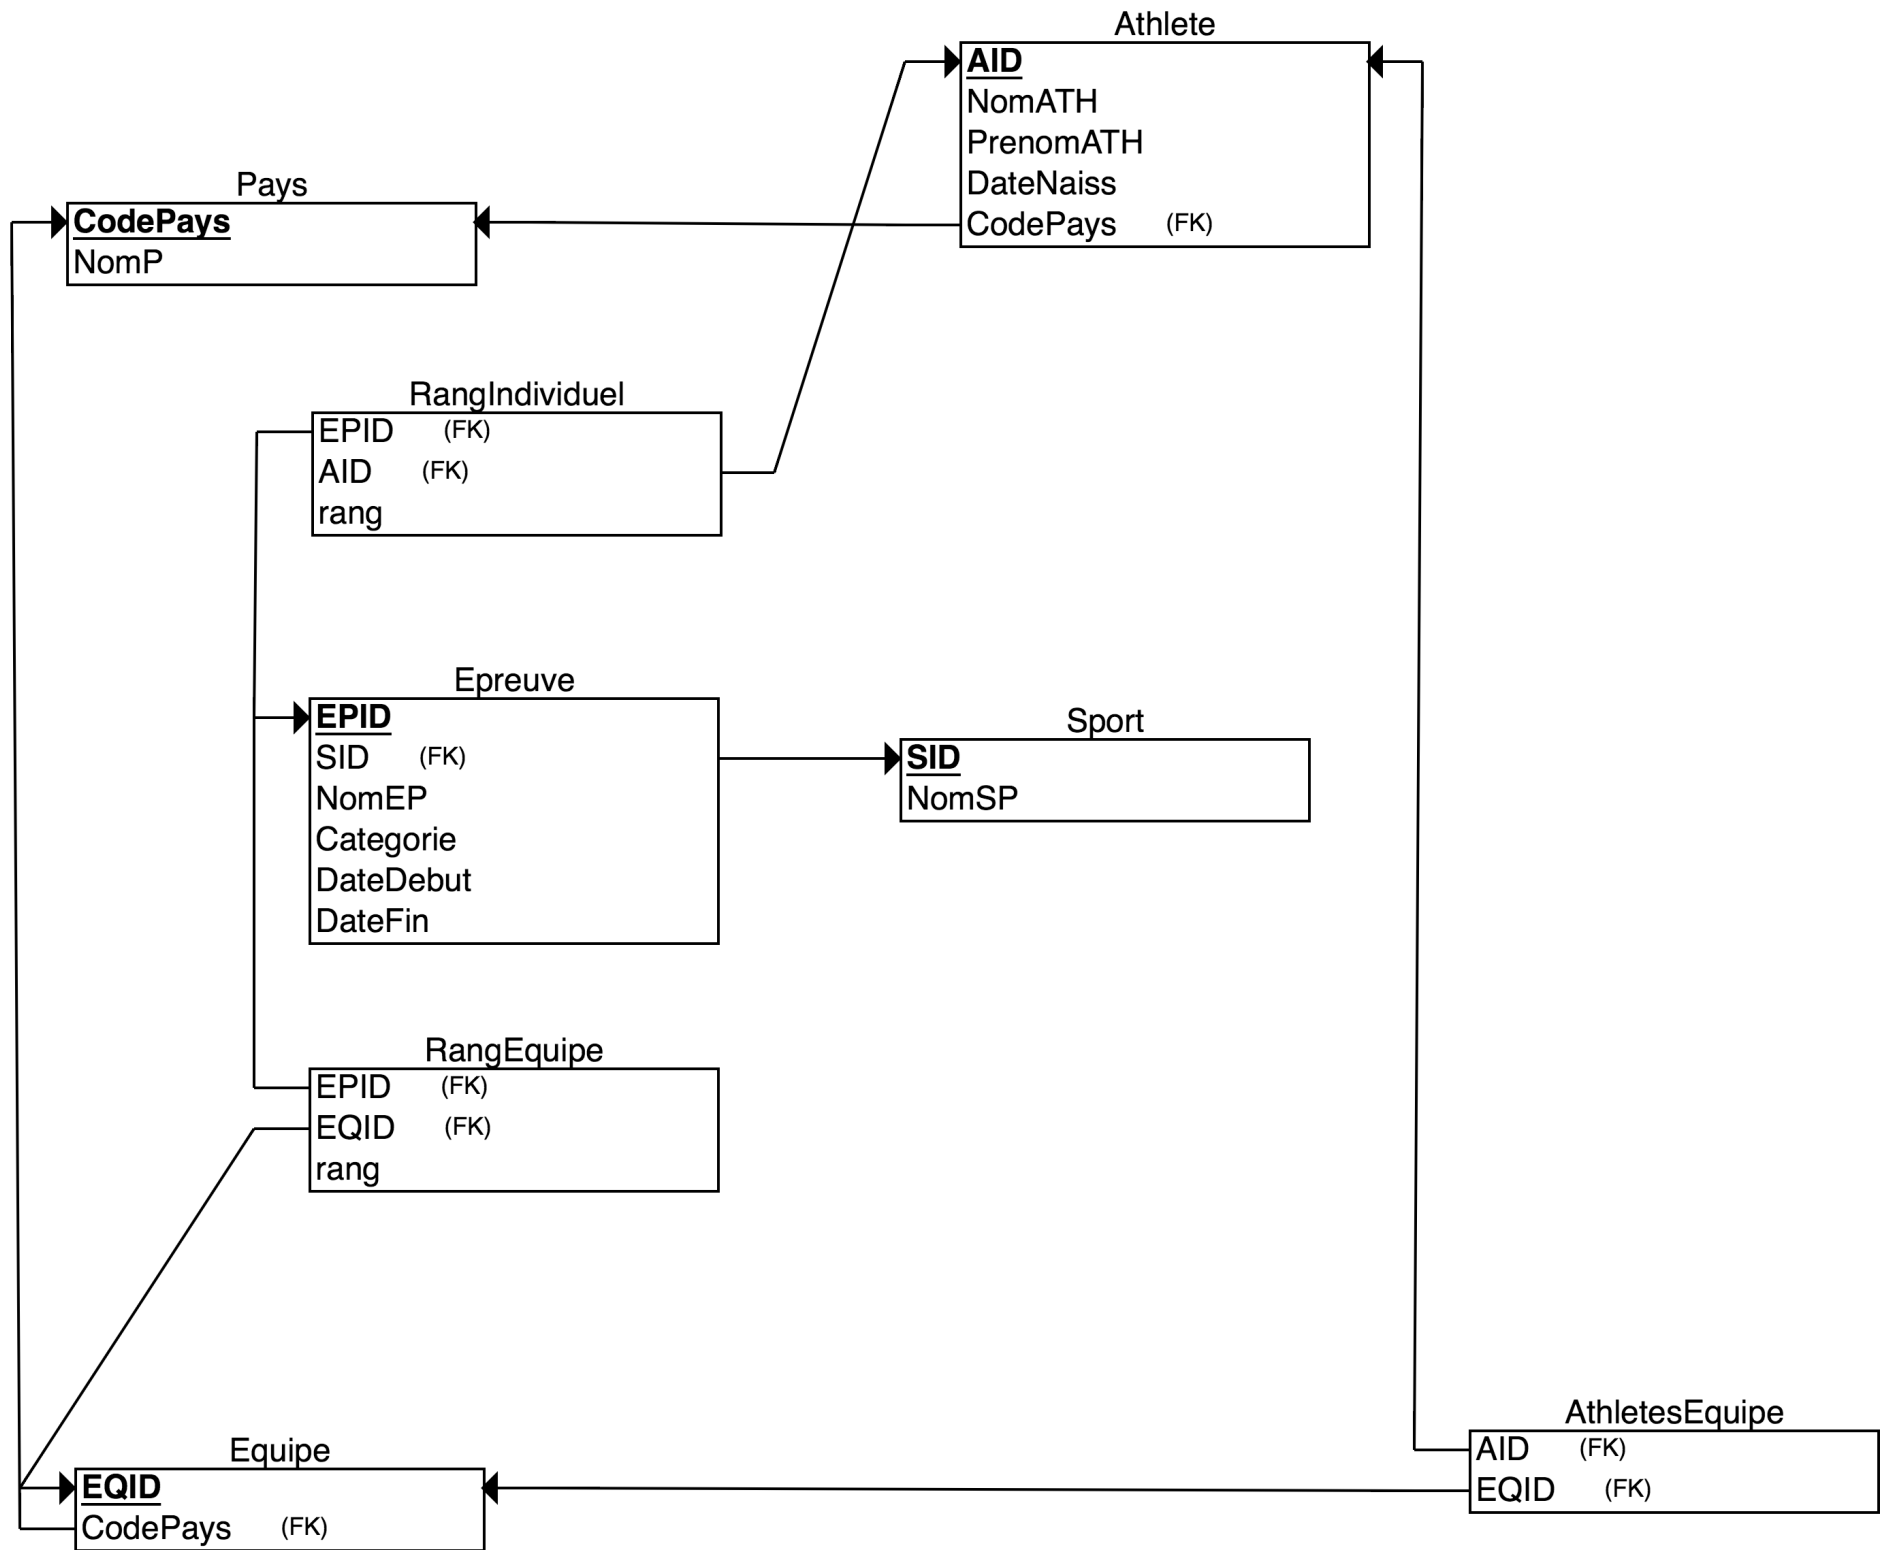 Athlete
AID
NomATH
PrenomATH
DateNaiss
CodePays (FK)
Pays
CodePays
NomP
RangIndividuel
EPID (FK)
AID (FK)
rang
Epreuve
EPID
SID (FK)
NomEP
Categorie
DateDebut
DateFin
Sport
SID
NomSP
RangEquipe
EPID (FK)
EQID (FK)
rang
AthletesEquipe
AID (FK)
EQID (FK)
Equipe
EQID
CodePays (FK)